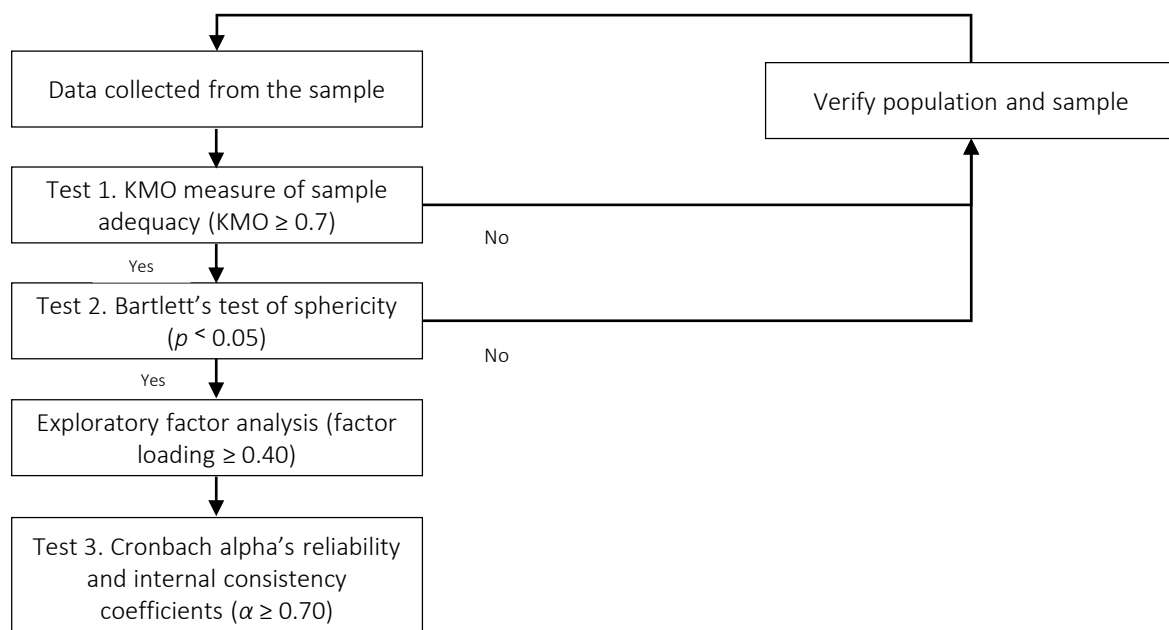 Data collected from the sample
Verify population and sample
Test 1. KMO measure of sample
adequacy (KMO ≥ 0.7)
No
Yes
Test 2. Bartlett’s test of sphericity
(p < 0.05)
No
Yes
Exploratory factor analysis (factor
loading ≥ 0.40)
Test 3. Cronbach alpha’s reliability
and internal consistency
coefficients (α ≥ 0.70)